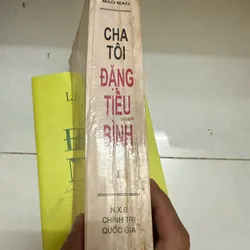 MAO MAO
CHA
TÔI
ĐẶNG
TIỂU
BÌNH
I
N.X.B
CHÍNH TRỊ
QUỐC GIA